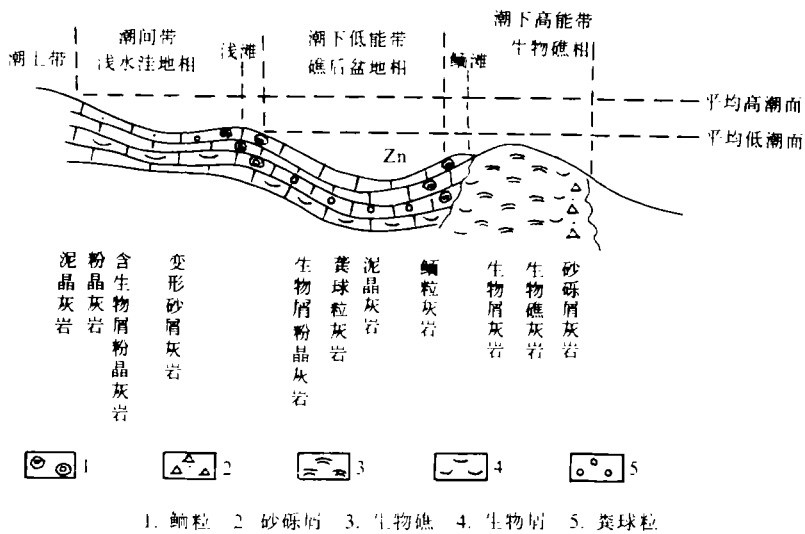 潮上带
潮间带
浅水洼地相
浅滩
潮下低能带
礁后盆地相
鲕滩
潮下高能带
生物礁相
平均高潮面
平均低潮面
Zn
泥晶灰岩
粉晶灰岩
含生物屑粉晶灰岩
变形砂屑灰岩
生物屑粉晶灰岩
粪球粒灰岩
泥晶灰岩
鲕粒灰岩
生物屑灰岩
生物礁灰岩
砂砾屑灰岩
1 2 3 4 5
1. 鲕粒 2 砂砾屑 3. 生物礁 4. 生物屑 5. 粪球粒